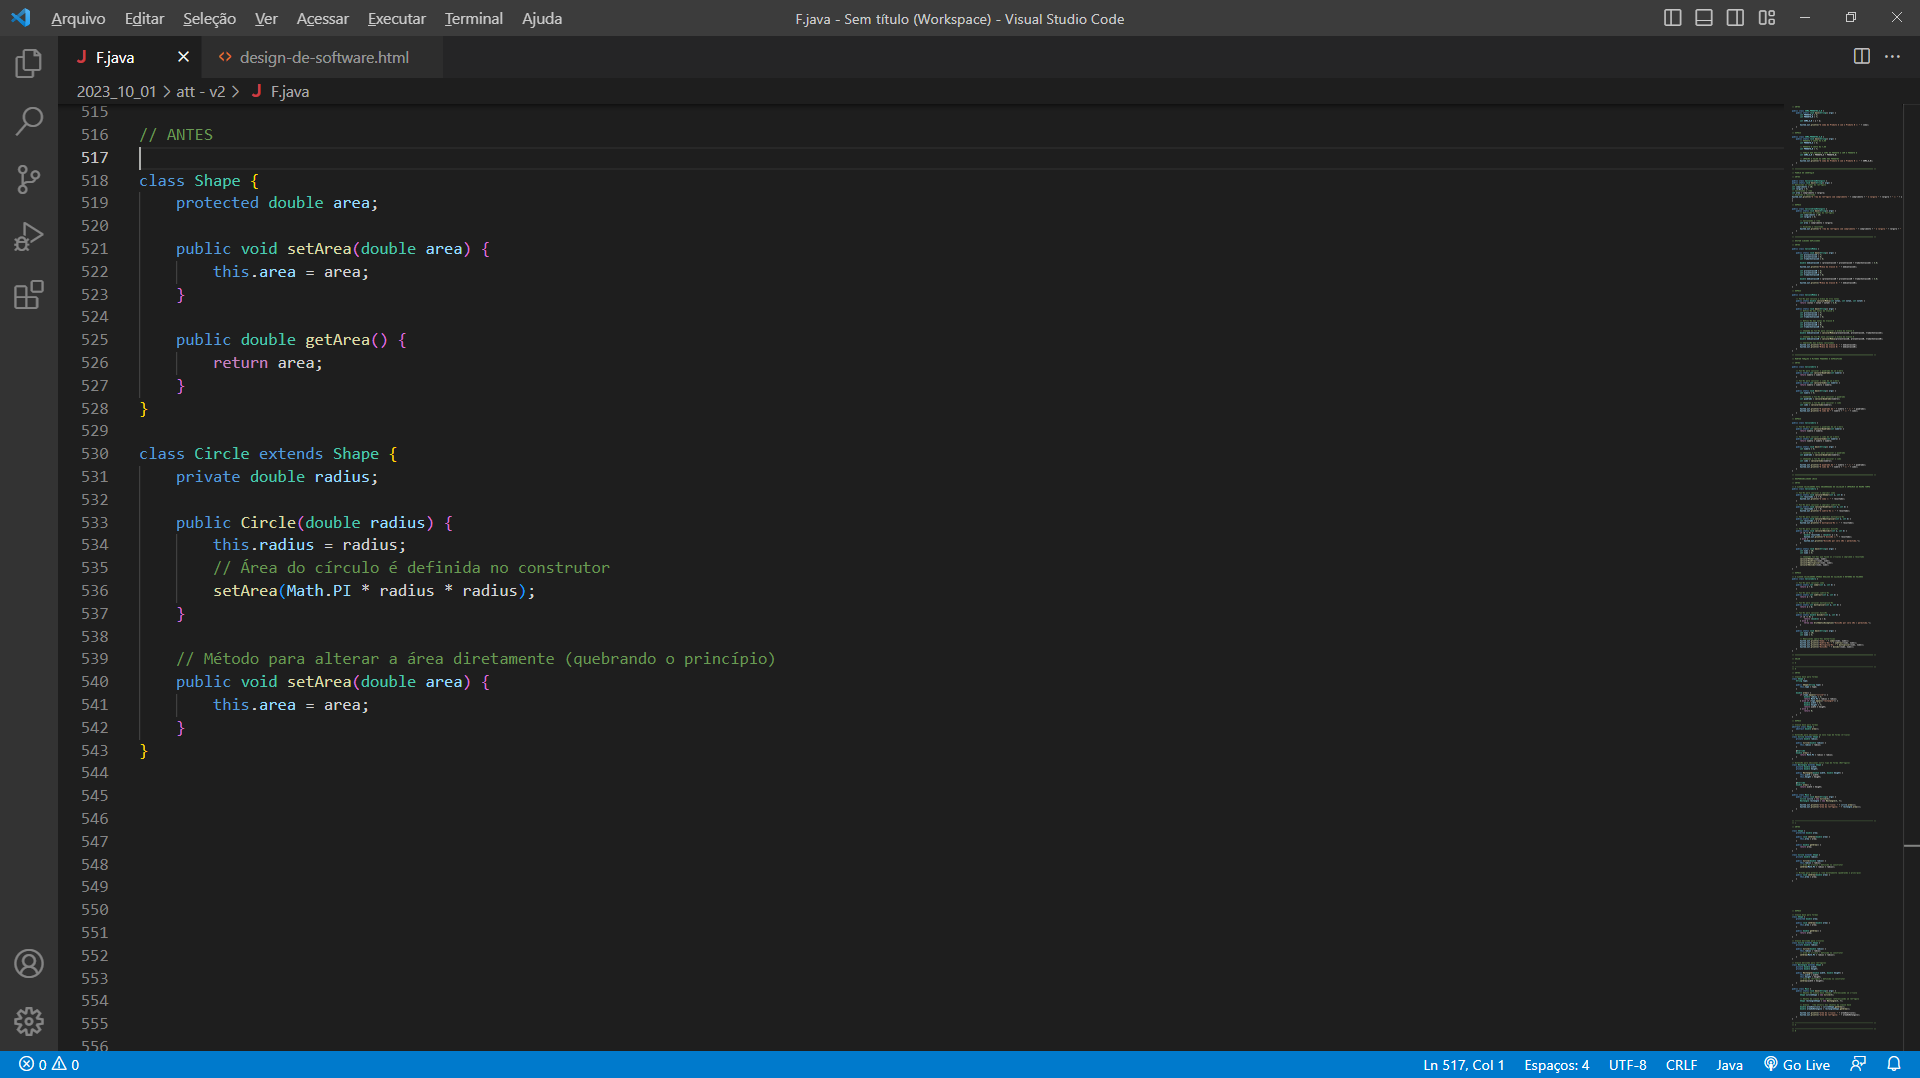 Arquivo Editar Seleção Ver Acessar Executar Terminal Ajuda
F.java - Sem título (Workspace) - Visual Studio Code
J F.java
<> design-de-software.html
2023_10_01 > att - v2 > J F.java
515
516 // ANTES
517
518 class Shape {
519     protected double area;
520
521     public void setArea(double area) {
522         this.area = area;
523     }
524
525     public double getArea() {
526         return area;
527     }
528 }
529
530 class Circle extends Shape {
531     private double radius;
532
533     public Circle(double radius) {
534         this.radius = radius;
535         // Área do círculo é definida no construtor
536         setArea(Math.PI * radius * radius);
537     }
538
539     // Método para alterar a área diretamente (quebrando o princípio)
540     public void setArea(double area) {
541         this.area = area;
542     }
543 }
544
545
546
547
548
549
550
551
552
553
554
555
556
0 0
Ln 517, Col 1 Espaços: 4 UTF-8 CRLF Java Go Live